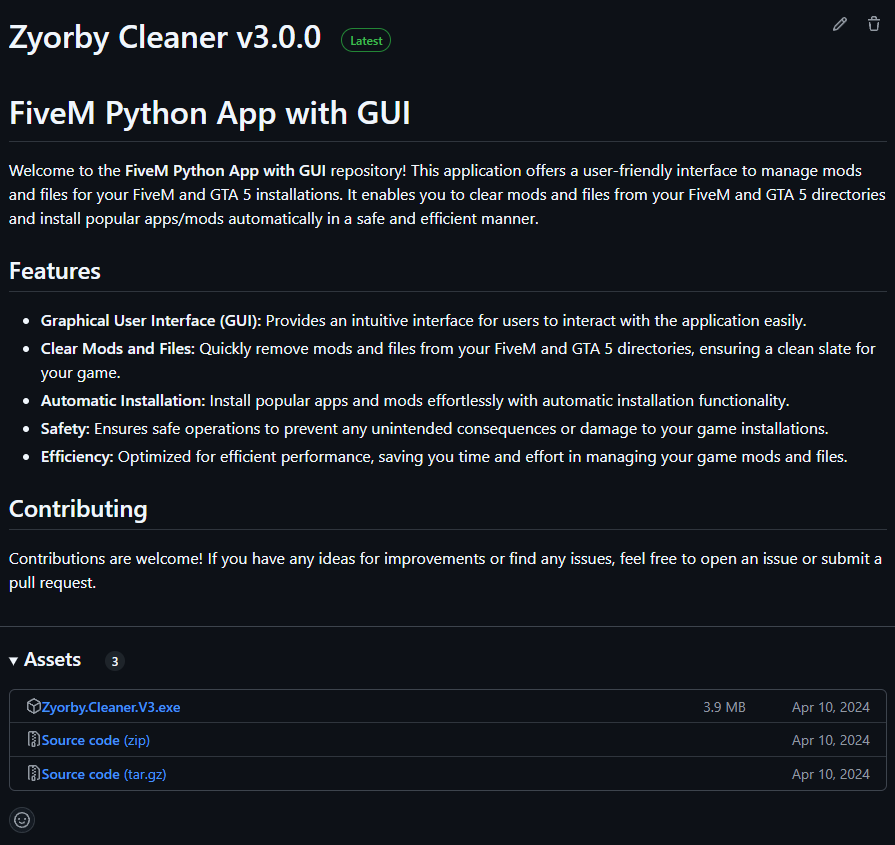 Zyorby Cleaner v3.0.0 Latest
FiveM Python App with GUI
Welcome to the FiveM Python App with GUI repository! This application offers a user-friendly interface to manage mods
and files for your FiveM and GTA 5 installations. It enables you to clear mods and files from your FiveM and GTA 5 directories
and install popular apps/mods automatically in a safe and efficient manner.
Features
• Graphical User Interface (GUI): Provides an intuitive interface for users to interact with the application easily.
• Clear Mods and Files: Quickly remove mods and files from your FiveM and GTA 5 directories, ensuring a clean slate for
your game.
• Automatic Installation: Install popular apps and mods effortlessly with automatic installation functionality.
• Safety: Ensures safe operations to prevent any unintended consequences or damage to your game installations.
• Efficiency: Optimized for efficient performance, saving you time and effort in managing your game mods and files.
Contributing
Contributions are welcome! If you have any ideas for improvements or find any issues, feel free to open an issue or submit a
pull request.
Assets 3
Zyorby.Cleaner.V3.exe 3.9 MB Apr 10, 2024
Source code (zip) Apr 10, 2024
Source code (tar.gz) Apr 10, 2024